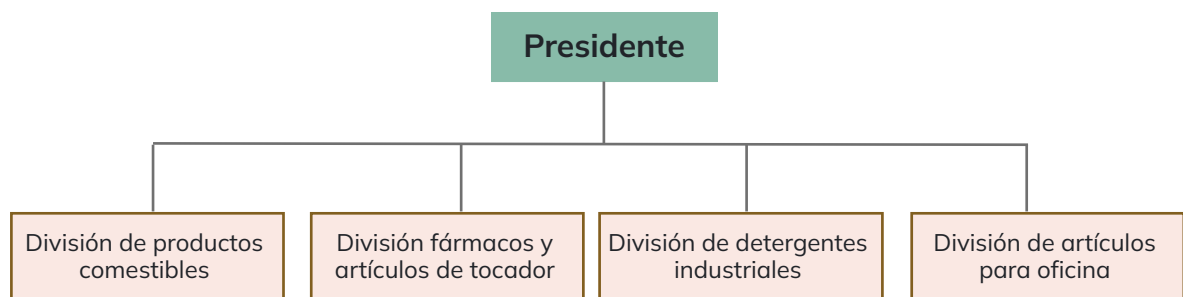 Presidente
División de productos
comestibles
División fármacos y
artículos de tocador
División de detergentes
industriales
División de artículos
para oficina